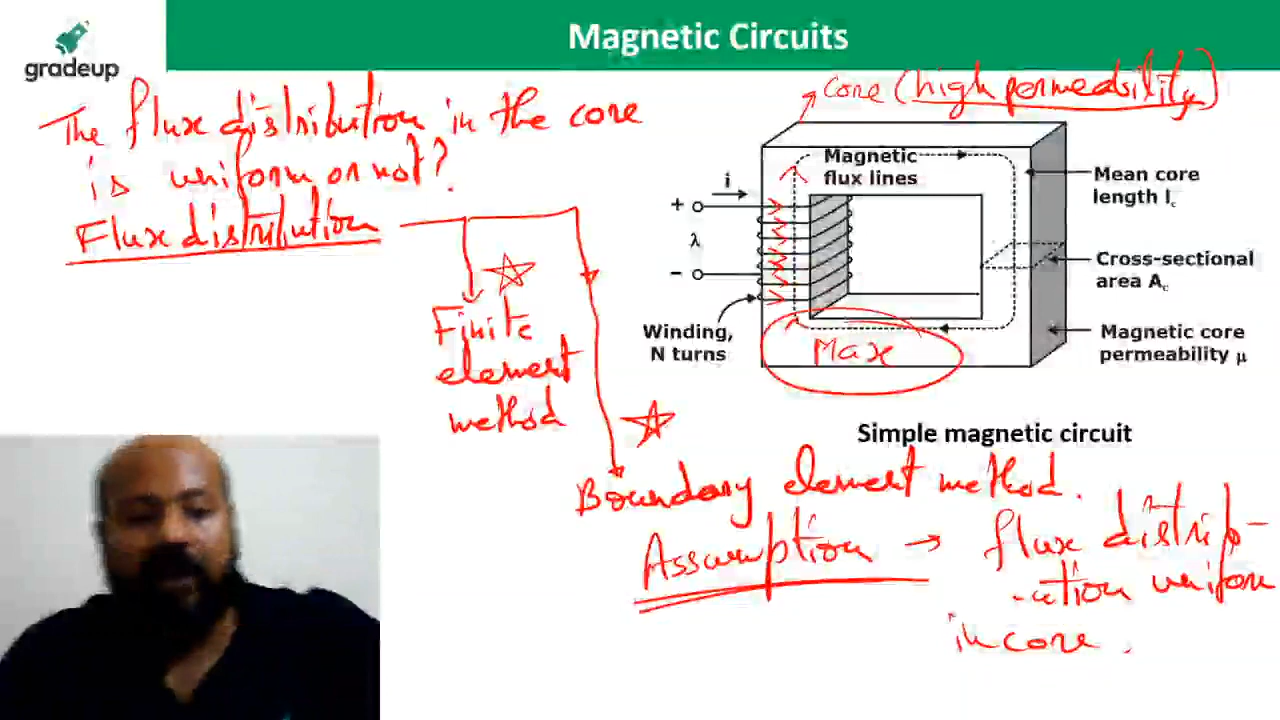 Magnetic Circuits
gradeup
The flux distribution in the core
is uniform or not?
Flux distribution
Finite
element
method
Boundary element method.
Assumption → flux distrib-
-ution uniform
in core.
core (high permeability)
Magnetic
flux lines
i
+
λ
-
Winding,
N turns
Max
Mean core
length lc
Cross-sectional
area Ac
Magnetic core
permeability μ
Simple magnetic circuit